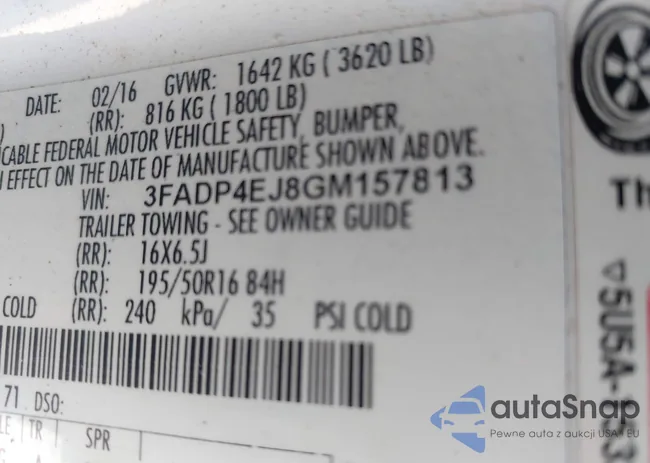 DATE: 02/16 GVWR: 1642 KG ( 3620 LB)
) (RR): 816 KG ( 1800 LB)
CABLE FEDERAL MOTOR VEHICLE SAFETY, BUMPER,
EFFECT ON THE DATE OF MANUFACTURE SHOWN ABOVE.
VIN: 3FADP4EJ8GM157813
TRAILER TOWING - SEE OWNER GUIDE
(RR): 16X6.5J
(RR): 195/50R16 84H
COLD (RR): 240 kPa/ 35 PSI COLD
71 DSO:
LE TR SPR
A
Th
5U5A-
autaSnap
Pewne auta z aukcji USA i EU